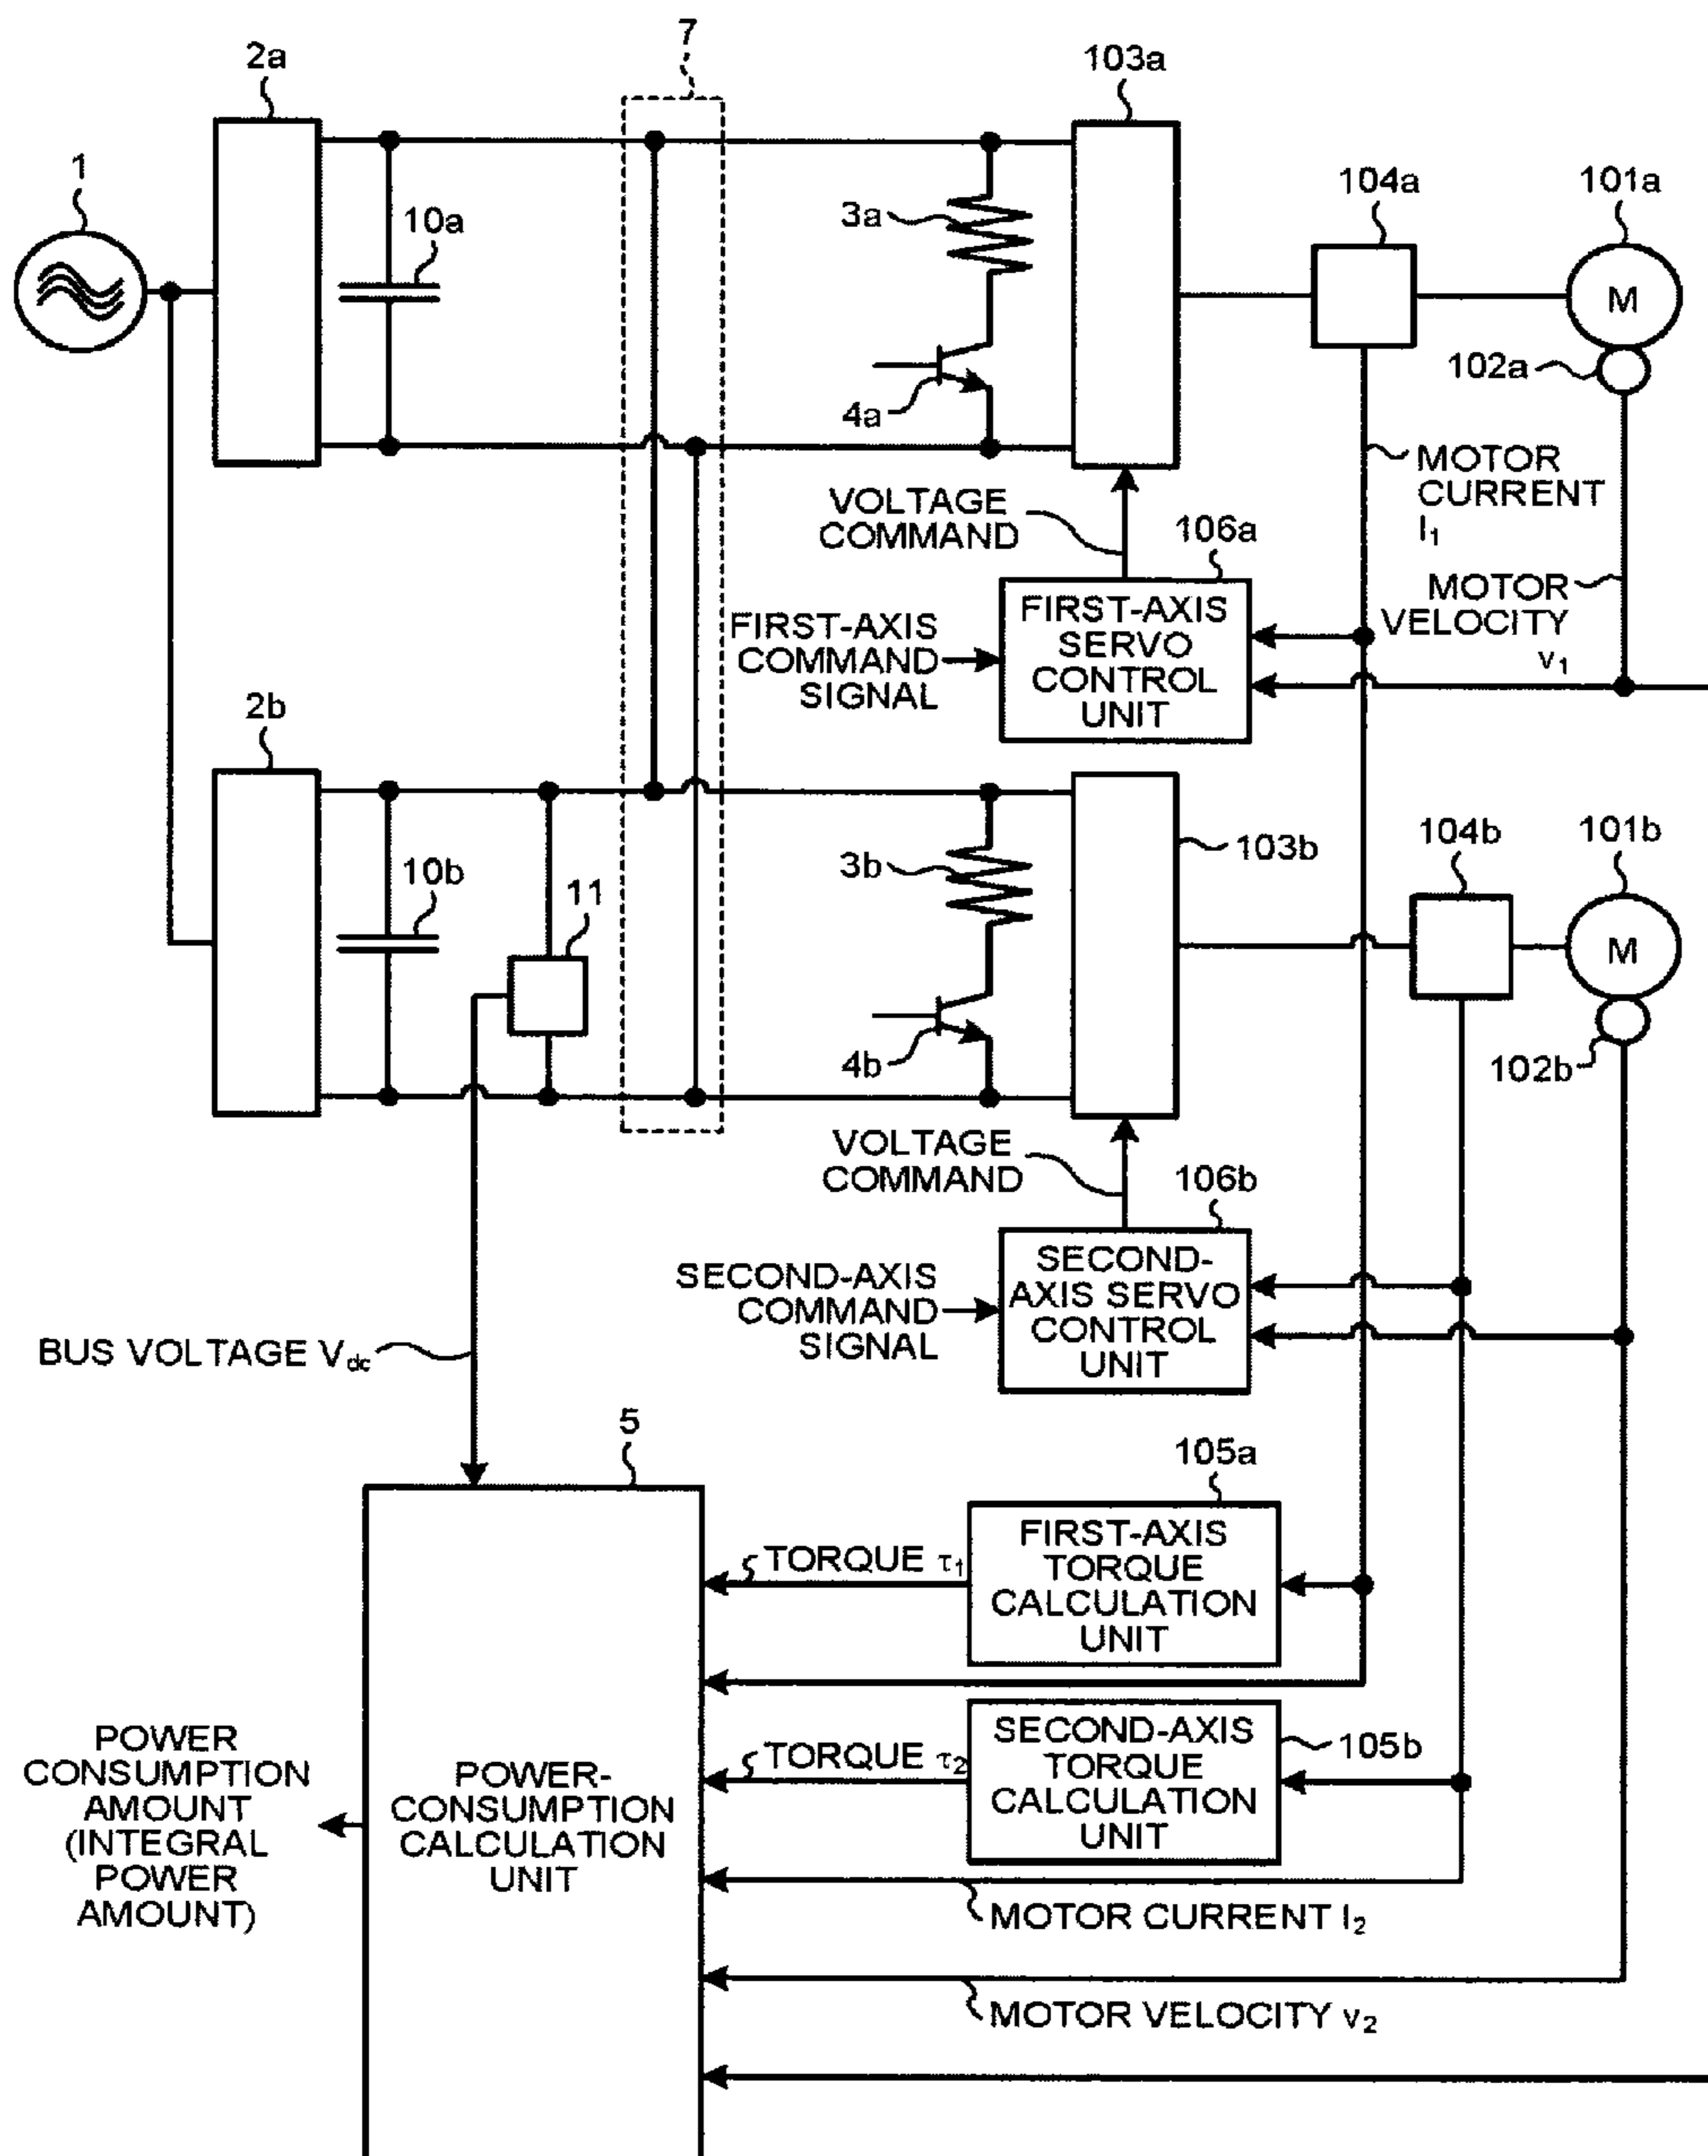 7
2a
103a
1
10a
3a
104a
101a
M
102a
4a
MOTOR
CURRENT
I₁
VOLTAGE
COMMAND
106a
MOTOR
VELOCITY
v₁
FIRST-AXIS
COMMAND
SIGNAL
FIRST-AXIS
SERVO
CONTROL
UNIT
2b
10b
11
3b
103b
104b
101b
M
102b
4b
VOLTAGE
COMMAND
106b
SECOND-AXIS
COMMAND
SIGNAL
SECOND-
AXIS SERVO
CONTROL
UNIT
BUS VOLTAGE Vdc
5
105a
TORQUE τ₁
FIRST-AXIS
TORQUE
CALCULATION
UNIT
POWER
CONSUMPTION
AMOUNT
(INTEGRAL
POWER
AMOUNT)
POWER-
CONSUMPTION
CALCULATION
UNIT
TORQUE τ₂
SECOND-AXIS
TORQUE
CALCULATION
UNIT
105b
MOTOR CURRENT I₂
MOTOR VELOCITY v₂